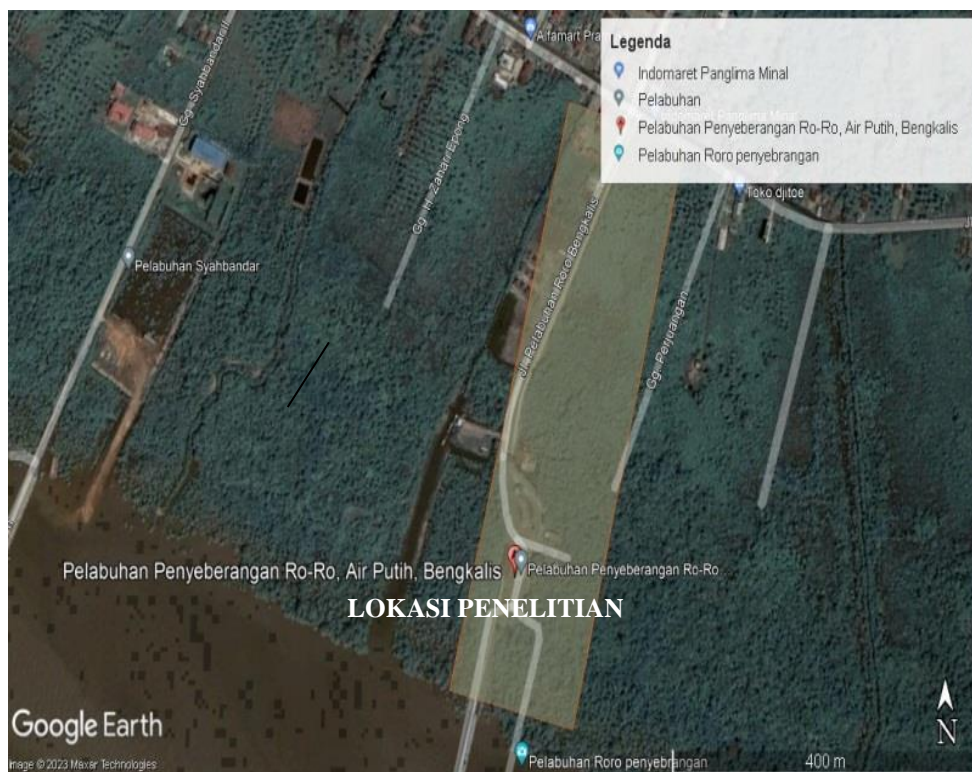 Gg. Syahbandar
Alfamart Pra
Legenda
Indomaret Panglima Minal
Pelabuhan
Pelabuhan Penyeberangan Ro-Ro, Air Putih, Bengkalis
Pelabuhan Roro penyebrangan
Gg. H. Zahari Epong
Toko djitoe
Pelabuhan Syahbandar
Jl. Pelabuhan Roro Bengkalis
Gg. Perjuangan
Pelabuhan Penyeberangan Ro-Ro, Air Putih, Bengkalis
Pelabuhan Penyeberangan Ro-Ro
LOKASI PENELITIAN
Google Earth
N
Image © 2023 Maxar Technologies
Pelabuhan Roro penyebrangan
400 m